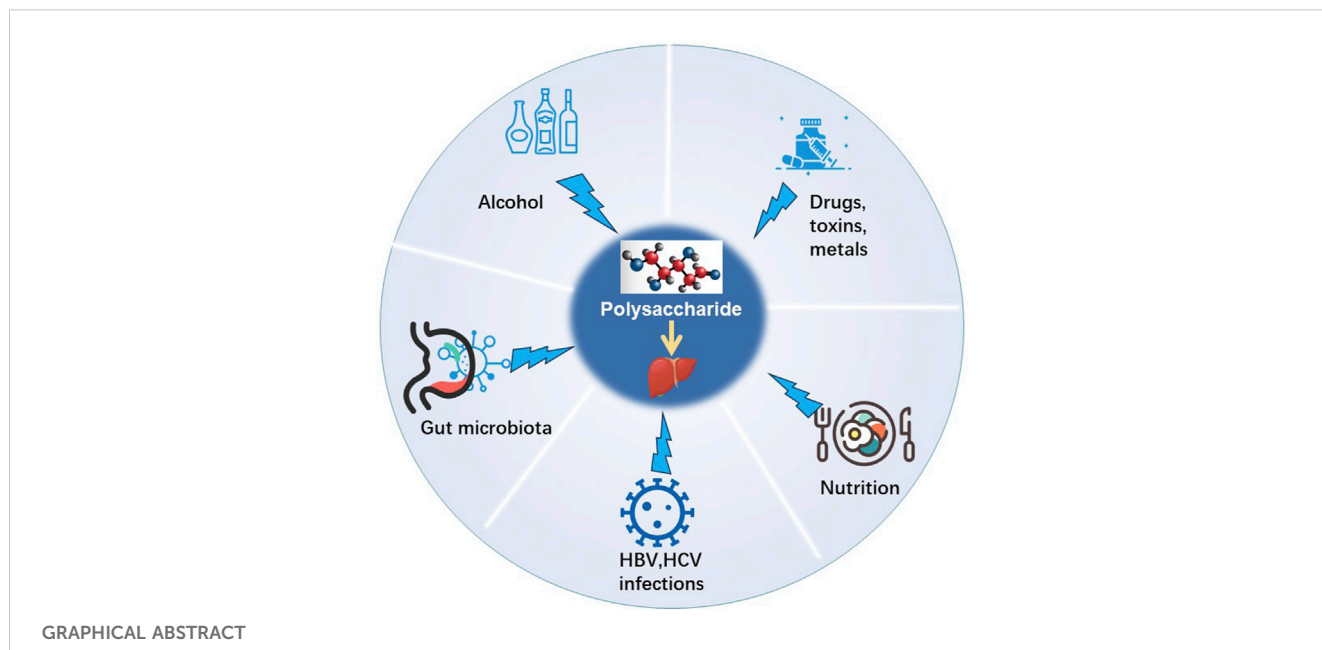 Alcohol
Drugs,
toxins,
metals
Polysaccharide
Gut microbiota
Nutrition
HBV,HCV
infections
GRAPHICAL ABSTRACT